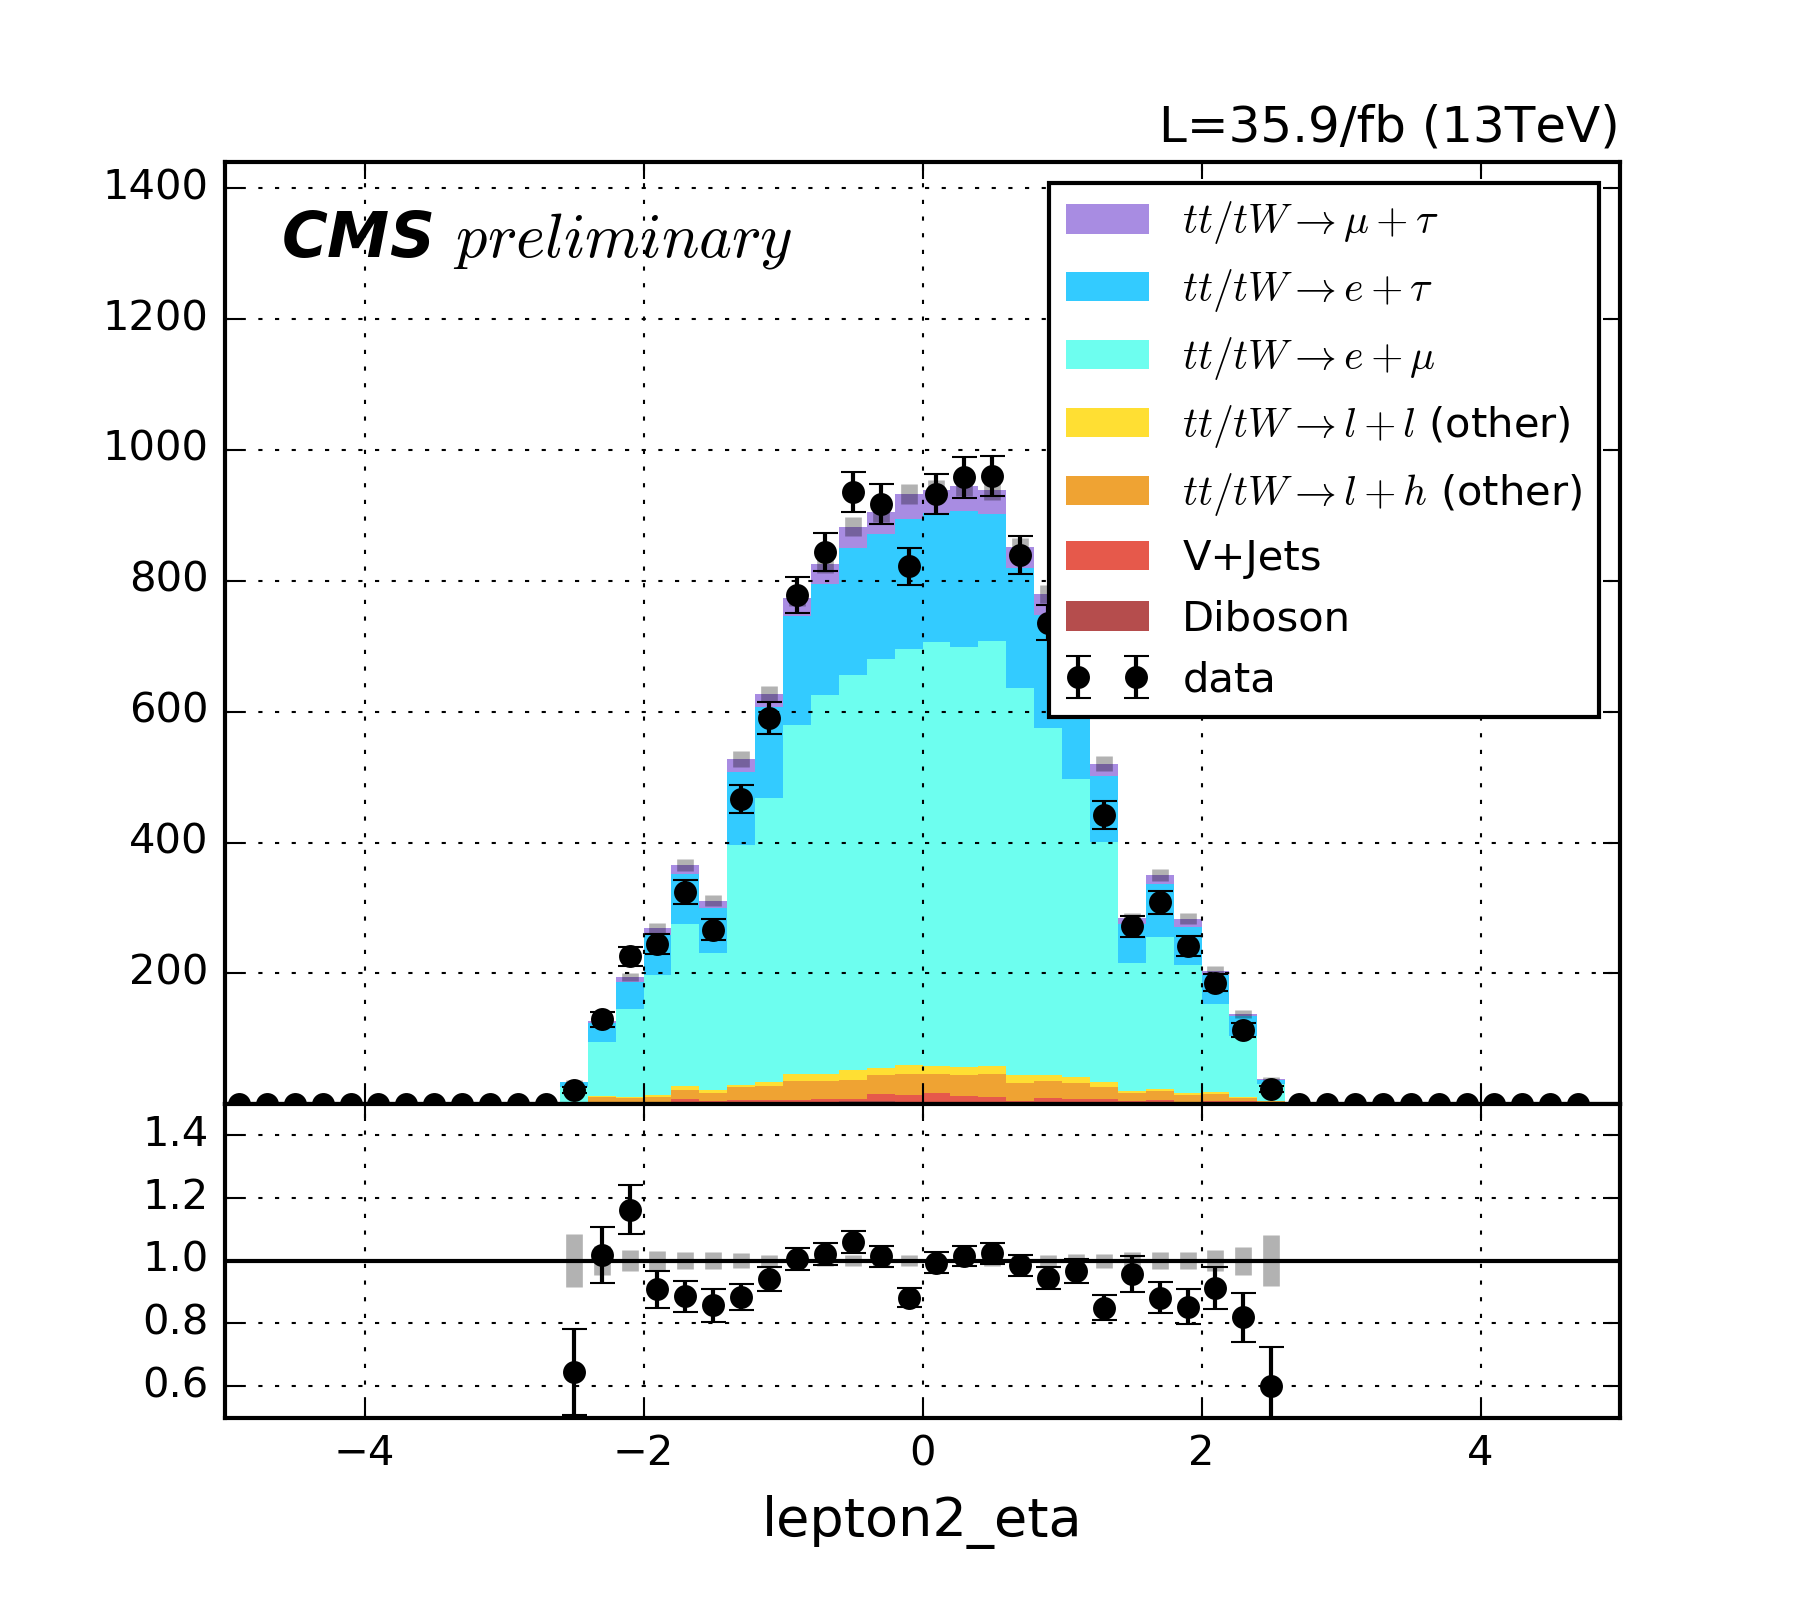 L=35.9/fb (13TeV)
1400
CMS preliminary
1200
1000
800
600
400
200
tt/tW→μ+τ
tt/tW→e+τ
tt/tW→e+μ
tt/tW→l+l (other)
tt/tW→l+h (other)
V+Jets
Diboson
data
1.4
1.2
1.0
0.8
0.6
−4 −2 0 2 4
lepton2_eta